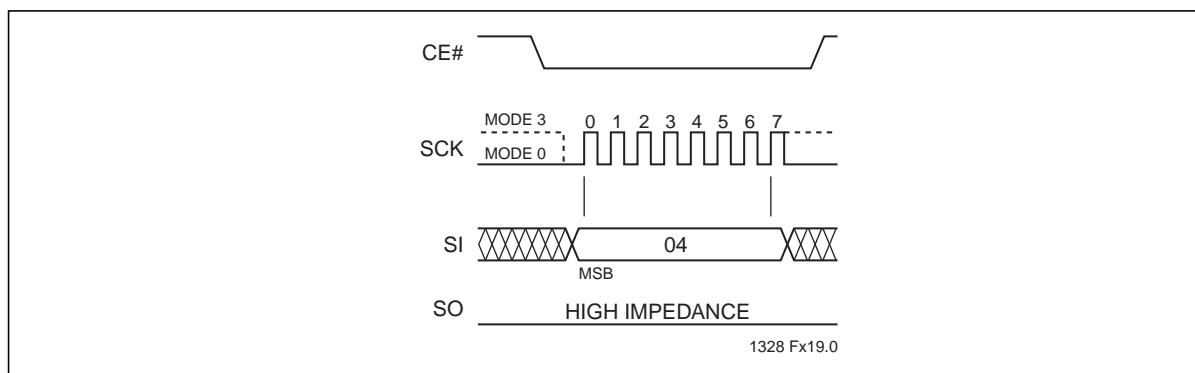 CE#
MODE 3
0 1 2 3 4 5 6 7
SCK
MODE 0
SI
04
MSB
SO
HIGH IMPEDANCE
1328 Fx19.0